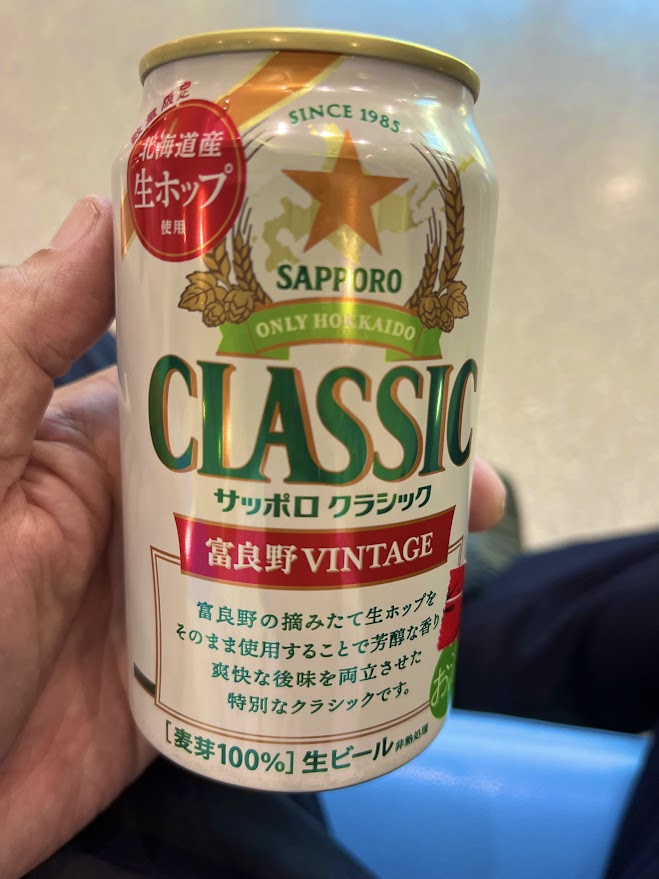 数量限定
北海道産
生ホップ
使用
SINCE 1985
SAPPORO
ONLY HOKKAIDO
CLASSIC
サッポロ クラシック
富良野 VINTAGE
富良野の摘みたて生ホップを
そのまま使用することで芳醇な香り
爽快な後味を両立させた
特別なクラシックです。
[麦芽100%] 生ビール 非熱処理